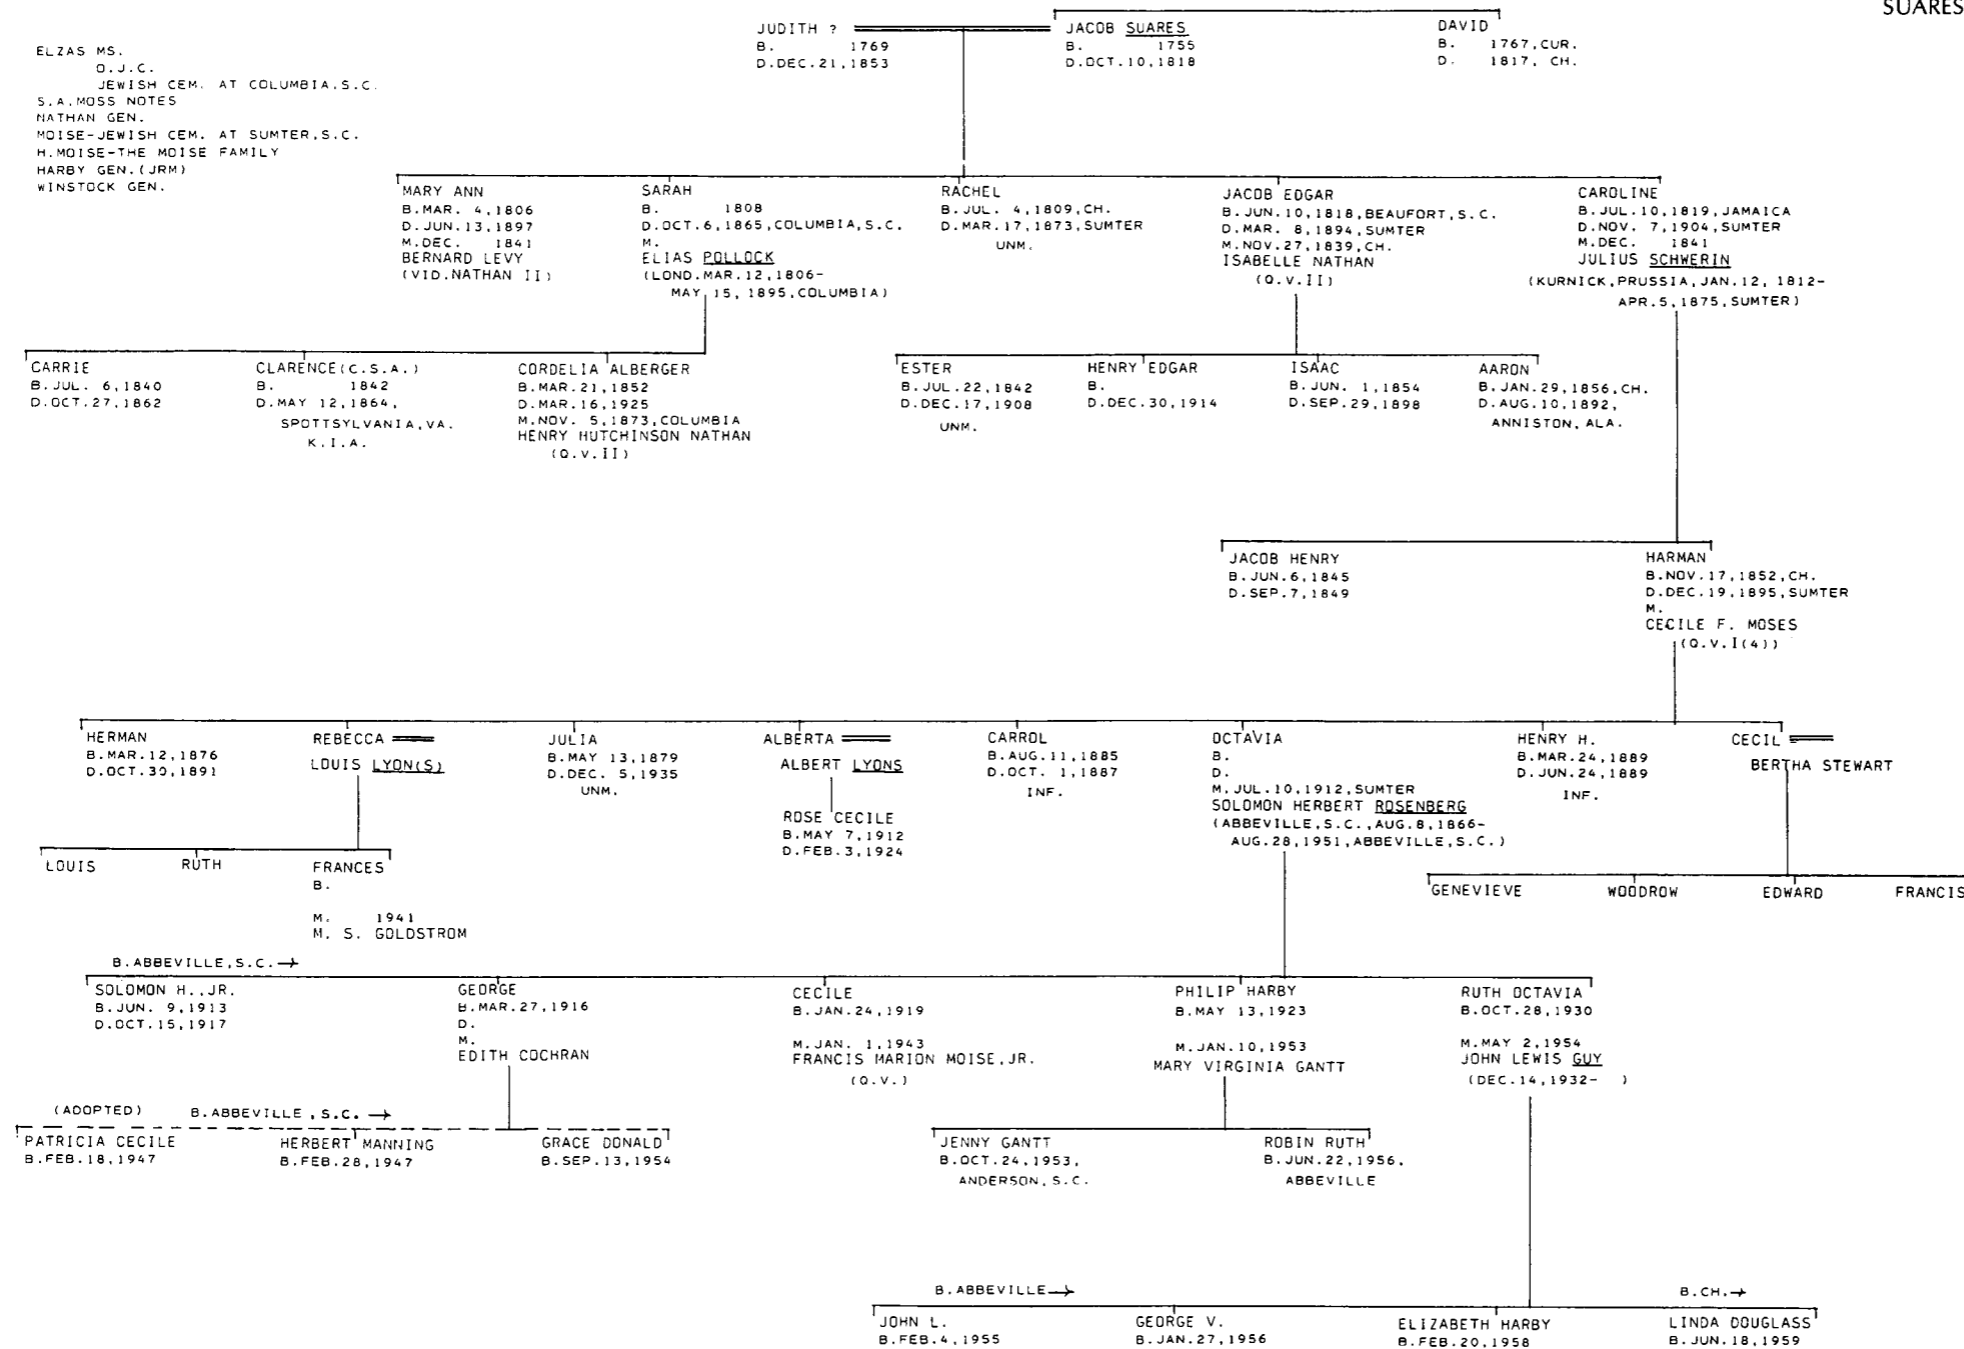 SUARES
ELZAS MS.
O.J.C.
JEWISH CEM. AT COLUMBIA,S.C.
S.A.MOSS NOTES
NATHAN GEN.
MOISE-JEWISH CEM. AT SUMTER,S.C.
H.MOISE-THE MOISE FAMILY
HARBY GEN.(JRM)
WINSTOCK GEN.
JUDITH ?
B. 1769
D.DEC.21,1853
JACOB SUARES
B. 1755
D.OCT.10,1818
DAVID
B. 1767,CUR.
D. 1817, CH.
MARY ANN
B.MAR. 4,1806
D.JUN.13,1897
M.DEC. 1841
BERNARD LEVY
(VID.NATHAN II)
SARAH
B. 1808
D.OCT.6,1865,COLUMBIA,S.C.
M.
ELIAS POLLOCK
(LOND.MAR.12,1806-
MAY 15, 1895,COLUMBIA)
RACHEL
B.JUL. 4,1809,CH.
D.MAR.17,1873,SUMTER
UNM.
JACOB EDGAR
B.JUN.10,1818,BEAUFORT,S.C.
D.MAR. 8,1894,SUMTER
M.NOV.27,1839,CH.
ISABELLE NATHAN
(Q.V.II)
CAROLINE
B.JUL.10,1819,JAMAICA
D.NOV. 7,1904,SUMTER
M.DEC. 1841
JULIUS SCHWERIN
(KURNICK,PRUSSIA,JAN.12, 1812-
APR.5,1875,SUMTER)
CARRIE
B.JUL. 6,1840
D.OCT.27,1862
CLARENCE(C.S.A.)
B. 1842
D.MAY 12,1864,
SPOTTSYLVANIA,VA.
K.I.A.
CORDELIA ALBERGER
B.MAR.21,1852
D.MAR.16,1925
M.NOV. 5,1873,COLUMBIA
HENRY HUTCHINSON NATHAN
(Q.V.II)
ESTER
B.JUL.22,1842
D.DEC.17,1908
UNM.
HENRY EDGAR
B.
D.DEC.30,1914
ISAAC
B.JUN. 1,1854
D.SEP.29,1898
AARON
B.JAN.29,1856,CH.
D.AUG.10,1892,
ANNISTON,ALA.
JACOB HENRY
B.JUN.6,1845
D.SEP.7,1849
HARMAN
B.NOV.17,1852,CH.
D.DEC.19,1895,SUMTER
M.
CECILE F. MOSES
(Q.V.I(4))
HERMAN
B.MAR.12,1876
D.OCT.30,1891
REBECCA
LOUIS LYON(S)
JULIA
B.MAY 13,1879
D.DEC. 5,1935
UNM.
ALBERTA
ALBERT LYONS
CARROL
B.AUG.11,1885
D.OCT. 1,1887
INF.
OCTAVIA
B.
D.
M.JUL.10,1912,SUMTER
SOLOMON HERBERT ROSENBERG
(ABBEVILLE,S.C.,AUG.8,1866-
AUG.28,1951,ABBEVILLE,S.C.)
HENRY H.
B.MAR.24,1889
D.JUN.24,1889
INF.
CECIL
BERTHA STEWART
ROSE CECILE
B.MAY 7,1912
D.FEB.3,1924
LOUIS
RUTH
FRANCES
B.
M. 1941
M. S. GOLDSTROM
GENEVIEVE
WOODROW
EDWARD
FRANCIS
B.ABBEVILLE,S.C.→
SOLOMON H.,JR.
B.JUN. 9,1913
D.OCT.15,1917
GEORGE
B.MAR.27,1916
D.
M.
EDITH COCHRAN
CECILE
B.JAN.24,1919
M.JAN. 1,1943
FRANCIS MARION MOISE,JR.
(Q.V.)
PHILIP HARBY
B.MAY 13,1923
M.JAN.10,1953
MARY VIRGINIA GANTT
RUTH OCTAVIA
B.OCT.28,1930
M.MAY 2,1954
JOHN LEWIS GUY
(DEC.14,1932- )
(ADOPTED) B.ABBEVILLE,S.C.→
PATRICIA CECILE
B.FEB.18,1947
HERBERT MANNING
B.FEB.28,1947
GRACE DONALD
B.SEP.13,1954
JENNY GANTT
B.OCT.24,1953,
ANDERSON,S.C.
ROBIN RUTH
B.JUN.22,1956,
ABBEVILLE
B.ABBEVILLE→
B.CH.→
JOHN L.
B.FEB.4,1955
GEORGE V.
B.JAN.27,1956
ELIZABETH HARBY
B.FEB.20,1958
LINDA DOUGLASS
B.JUN.18,1959